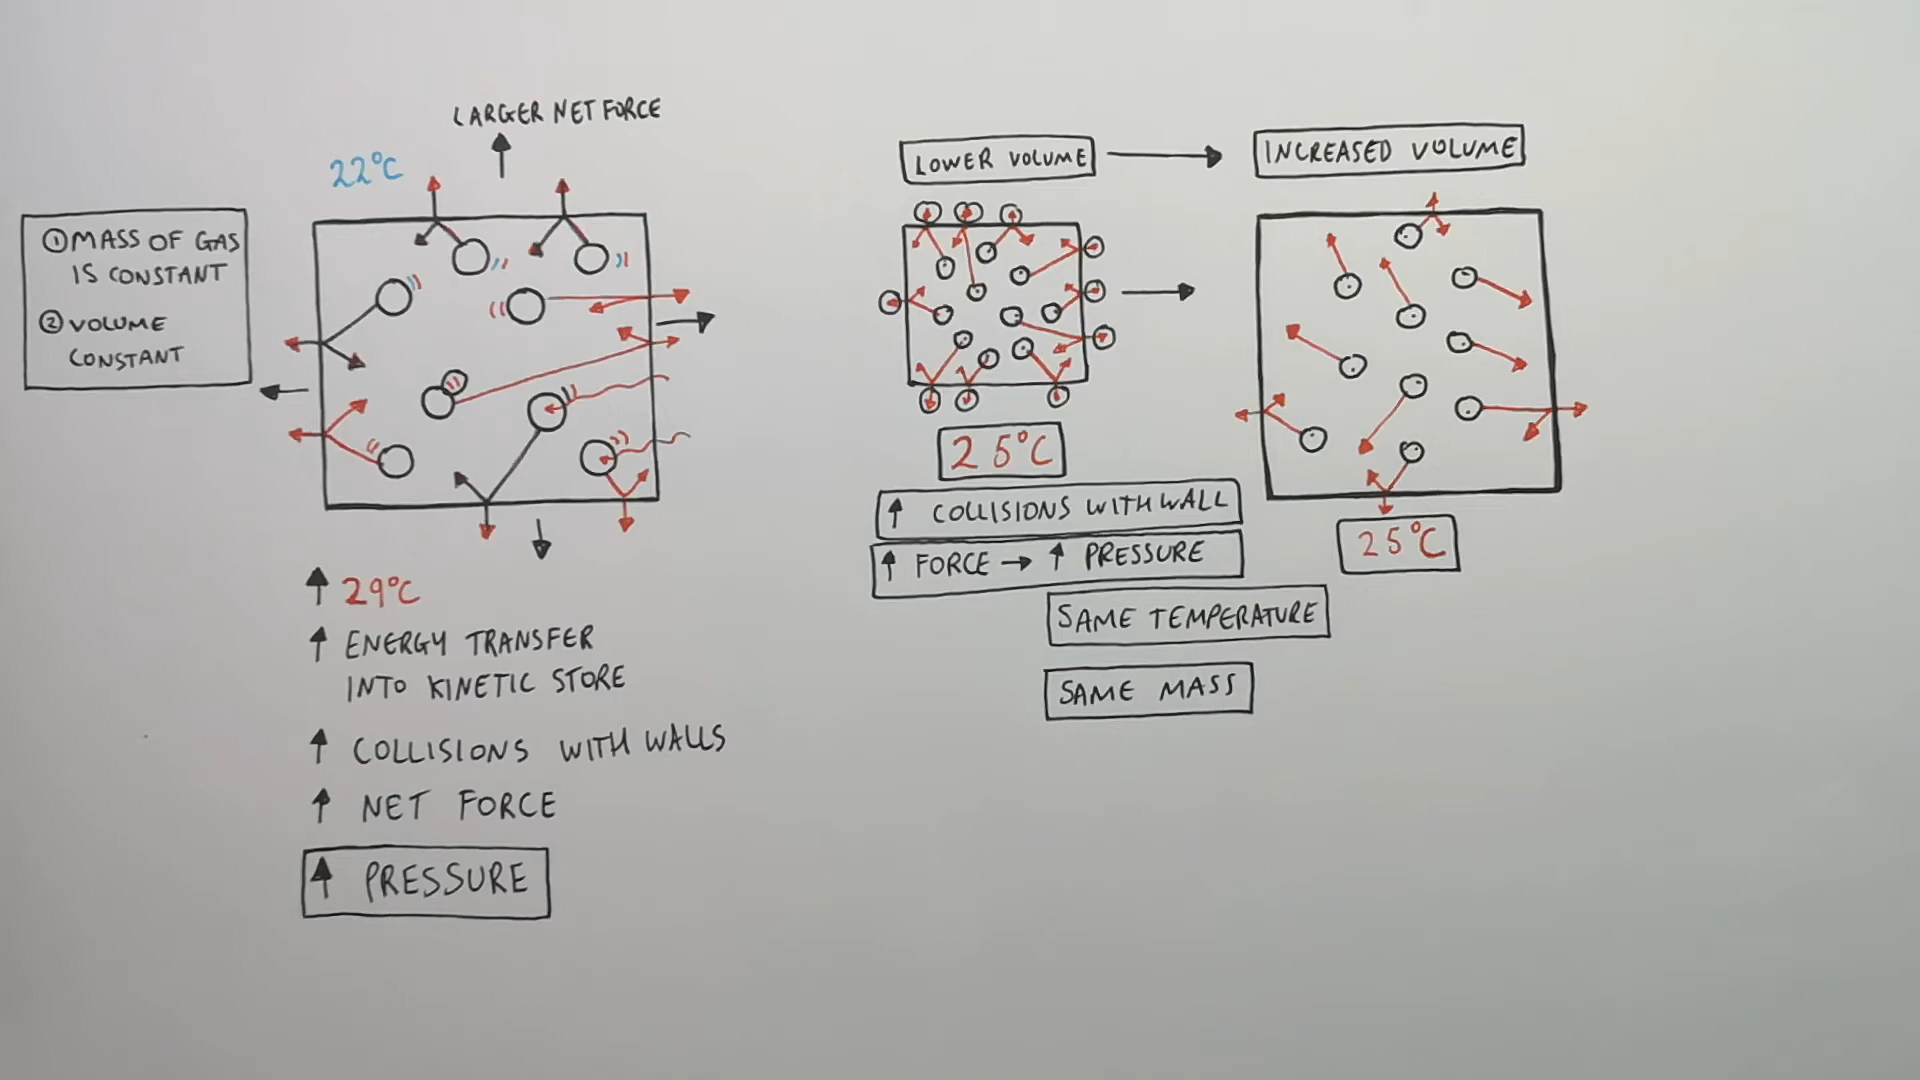 LARGER NET FORCE
22°C
① MASS OF GAS
IS CONSTANT
② VOLUME
CONSTANT
↑ 29°C
↑ ENERGY TRANSFER
INTO KINETIC STORE
↑ COLLISIONS WITH WALLS
↑ NET FORCE
↑ PRESSURE
LOWER VOLUME → INCREASED VOLUME
25°C
↑ COLLISIONS WITH WALL
↑ FORCE → ↑ PRESSURE
25°C
SAME TEMPERATURE
SAME MASS